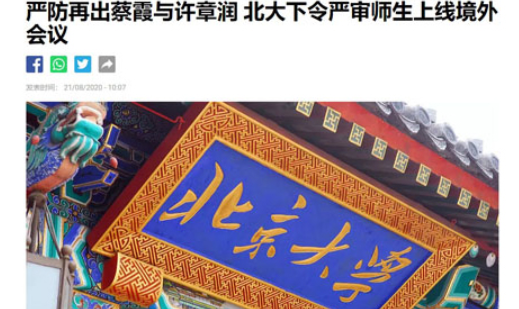 严防再出蔡霞与许章润 北大下令严审师生上线境外
会议
发表时间： 21/08/2020 - 10:07
北京大学